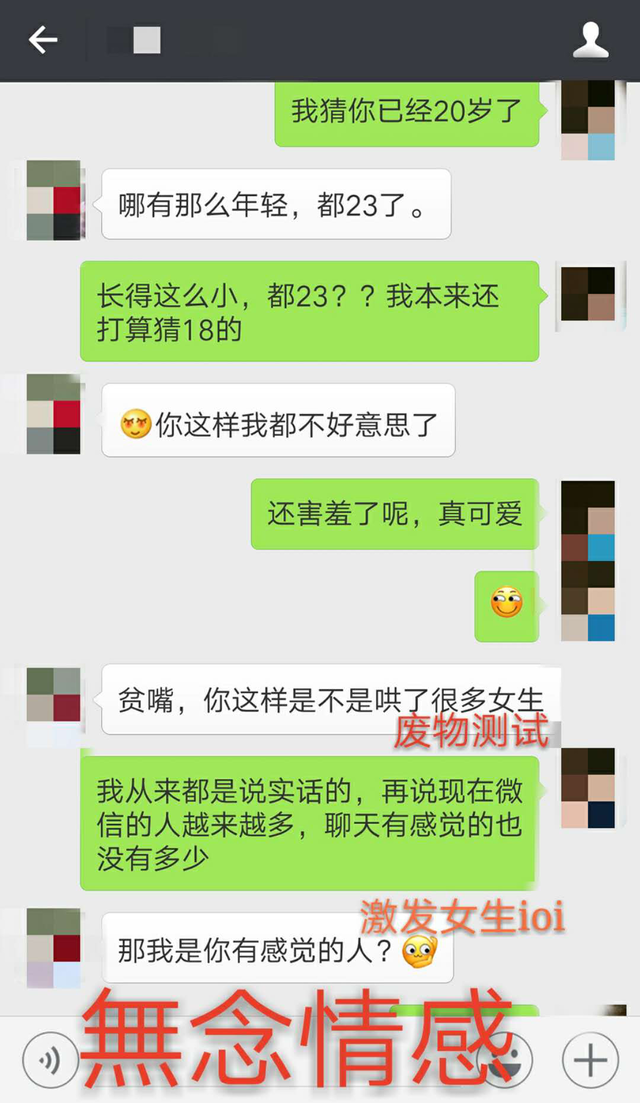 我猜你已经20岁了
哪有那么年轻，都23了。
长得这么小，都23？？我本来还
打算猜18的
你这样我都不好意思了
还害羞了呢，真可爱
贫嘴，你这样是不是哄了很多女生
废物测试
我从来都是说实话的，再说现在微
信的人越来越多，聊天有感觉的也
没有多少
激发女生ioi
那我是你有感觉的人？
無念情感